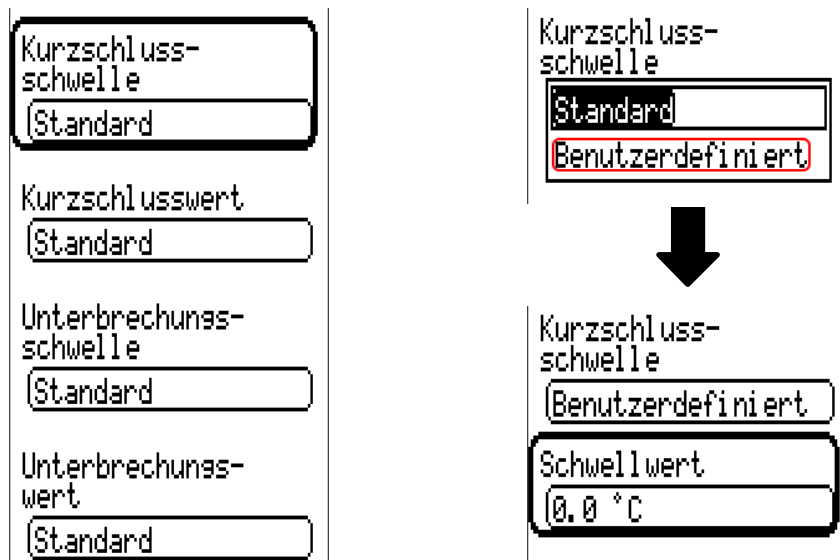 Kurzschluss-
schwelle
Standard
Kurzschlusswert
Standard
Unterbrechungs-
schwelle
Standard
Unterbrechungs-
wert
Standard
Kurzschluss-
schwelle
Standard
Benutzerdefiniert
Kurzschluss-
schwelle
Benutzerdefiniert
Schwellwert
0.0 °C